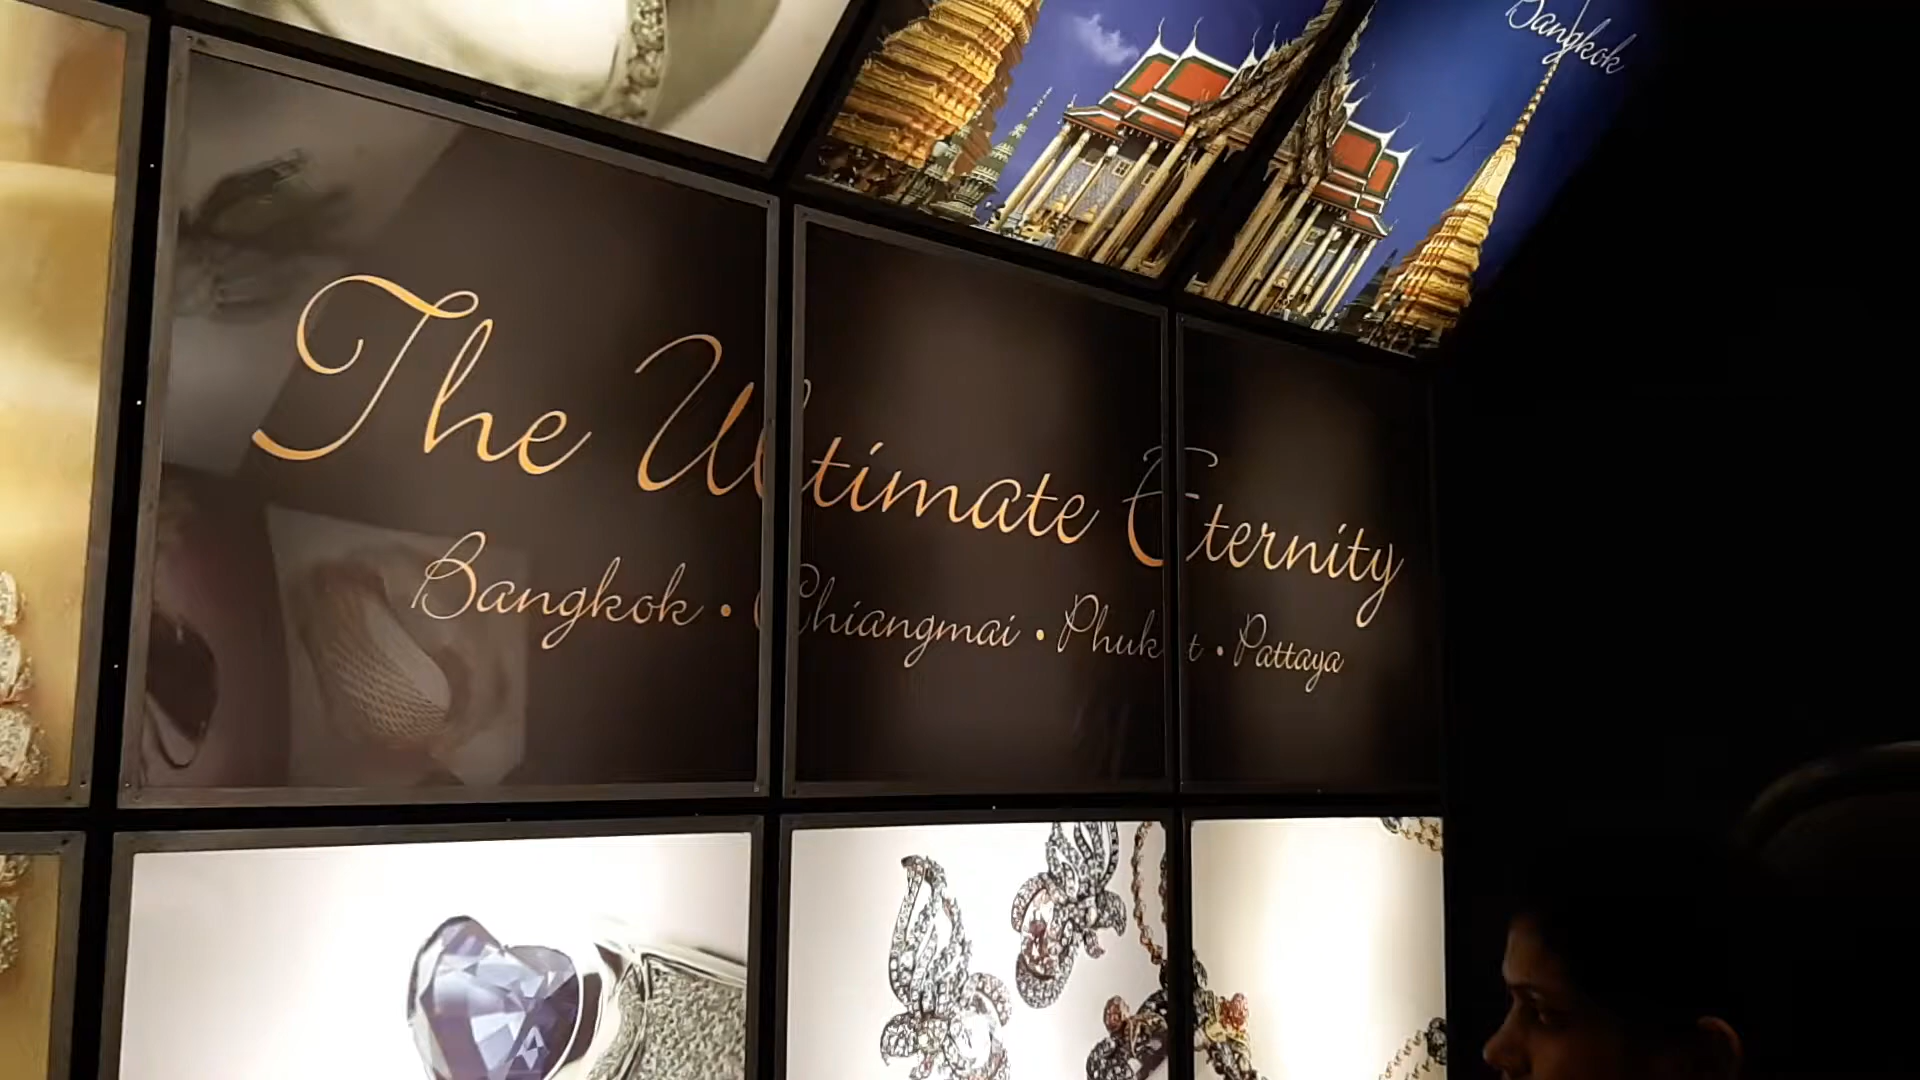 Bangkok
The Ultimate Eternity
Bangkok • Chiangmai • Phuket • Pattaya